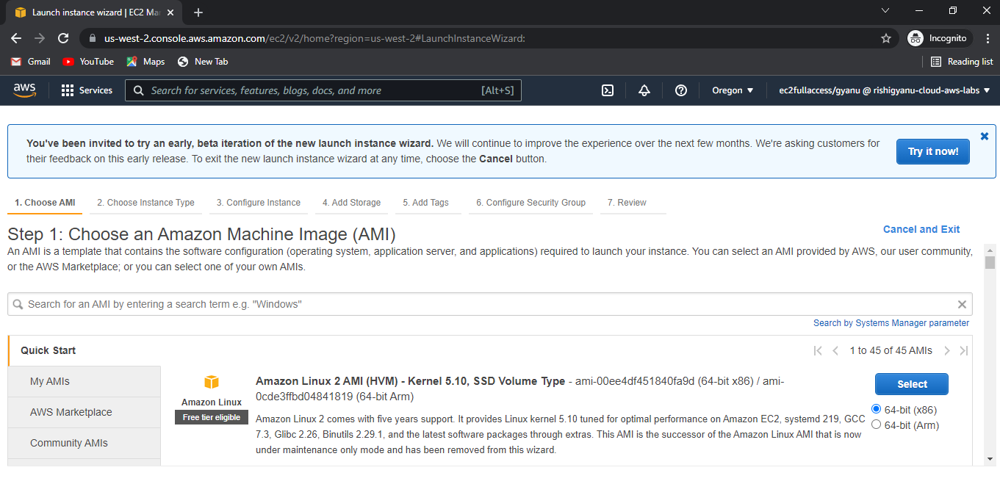 Launch instance wizard | EC2 Ma
us-west-2.console.aws.amazon.com/ec2/v2/home?region=us-west-2#LaunchInstanceWizard:
Incognito
Gmail
YouTube
Maps
New Tab
Reading list
aws
Services
Search for services, features, blogs, docs, and more
[Alt+S]
Oregon
ec2fullaccess/gyanu @ rishigyanu-cloud-aws-labs
You've been invited to try an early, beta iteration of the new launch instance wizard. We will continue to improve the experience over the next few months. We're asking customers for
their feedback on this early release. To exit the new launch instance wizard at any time, choose the Cancel button.
Try it now!
1. Choose AMI
2. Choose Instance Type
3. Configure Instance
4. Add Storage
5. Add Tags
6. Configure Security Group
7. Review
Step 1: Choose an Amazon Machine Image (AMI)
Cancel and Exit
An AMI is a template that contains the software configuration (operating system, application server, and applications) required to launch your instance. You can select an AMI provided by AWS, our user community,
or the AWS Marketplace; or you can select one of your own AMIs.
Search for an AMI by entering a search term e.g. "Windows"
Search by Systems Manager parameter
Quick Start
1 to 45 of 45 AMIs
My AMIs
AWS Marketplace
Community AMIs
Amazon Linux
Free tier eligible
Amazon Linux 2 AMI (HVM) - Kernel 5.10, SSD Volume Type - ami-00ee4df451840fa9d (64-bit x86) / ami-
0cde3ffbd04841819 (64-bit Arm)
Amazon Linux 2 comes with five years support. It provides Linux kernel 5.10 tuned for optimal performance on Amazon EC2, systemd 219, GCC
7.3, Glibc 2.26, Binutils 2.29.1, and the latest software packages through extras. This AMI is the successor of the Amazon Linux AMI that is now
under maintenance only mode and has been removed from this wizard.
Select
64-bit (x86)
64-bit (Arm)